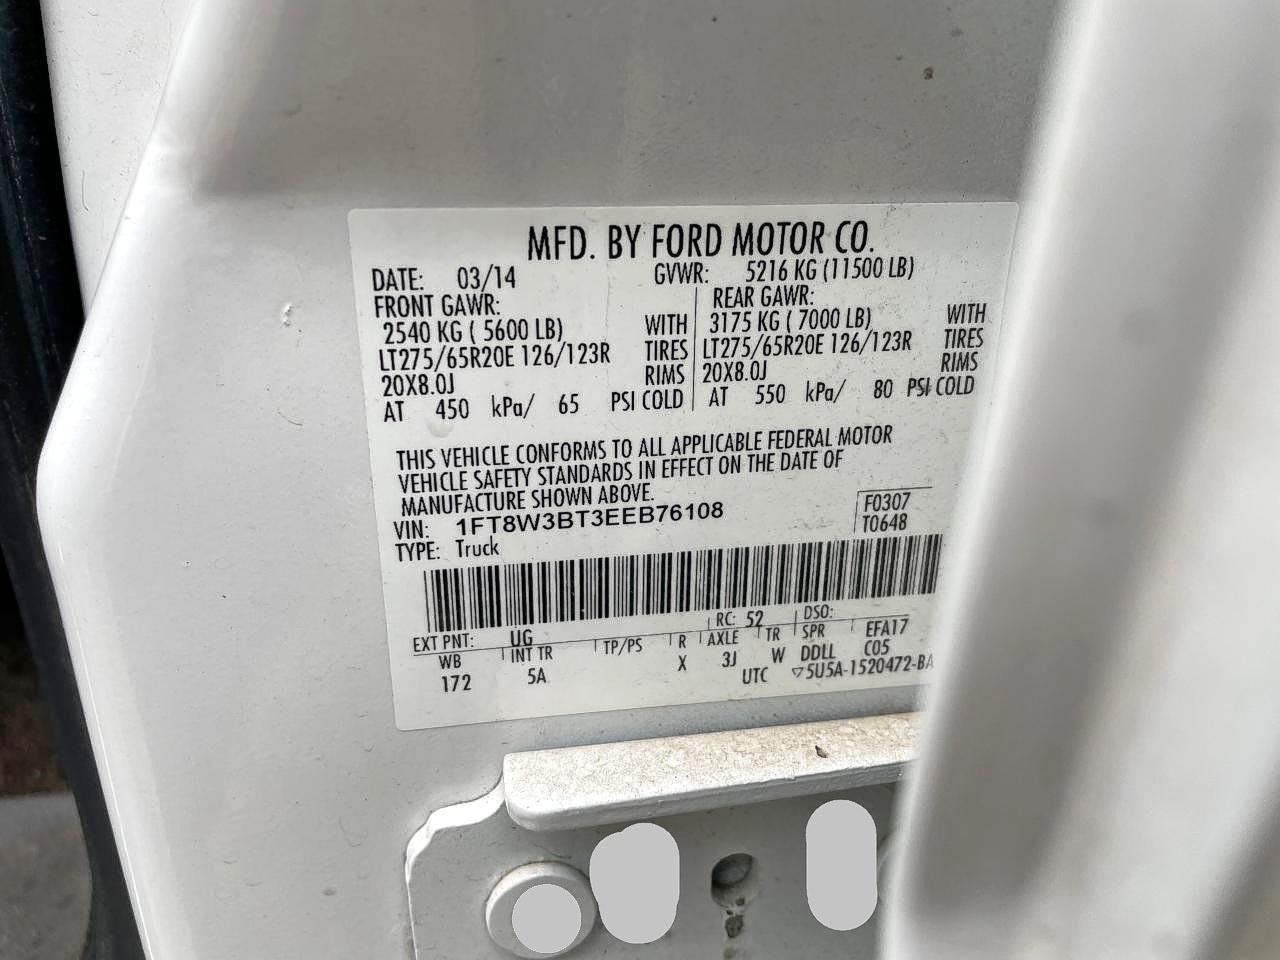 MFD. BY FORD MOTOR CO.
DATE: 03/14 GVWR: 5216 KG (11500 LB)
FRONT GAWR: REAR GAWR:
2540 KG ( 5600 LB) WITH 3175 KG ( 7000 LB) WITH
LT275/65R20E 126/123R TIRES LT275/65R20E 126/123R TIRES
20X8.0J RIMS 20X8.0J RIMS
AT 450 kPa/ 65 PSI COLD AT 550 kPa/ 80 PSI COLD
THIS VEHICLE CONFORMS TO ALL APPLICABLE FEDERAL MOTOR
VEHICLE SAFETY STANDARDS IN EFFECT ON THE DATE OF
MANUFACTURE SHOWN ABOVE.
VIN: 1FT8W3BT3EEB76108 F0307
TYPE: Truck T0648
EXT PNT: UG RC: 52 DSO:
WB INT TR TP/PS R AXLE TR SPR EFA17
172 5A X 3J W DDLL C05
UTC ▽5U5A-1520472-BA